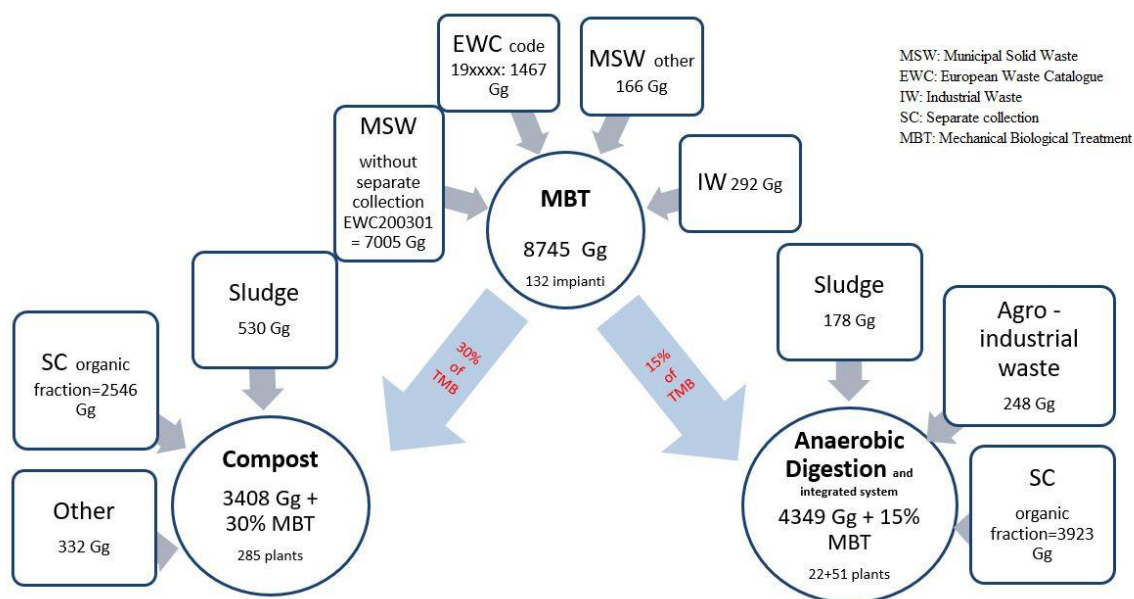 EWC code
19xxxx: 1467
Gg
MSW other
166 Gg
MSW: Municipal Solid Waste
EWC: European Waste Catalogue
IW: Industrial Waste
SC: Separate collection
MBT: Mechanical Biological Treatment
MSW
without
separate
collection
EWC200301
= 7005 Gg
MBT
8745 Gg
132 impianti
IW 292 Gg
Sludge
530 Gg
Sludge
178 Gg
SC organic
fraction=2546
Gg
30%
of
TMB
15%
of
TMB
Agro -
industrial
waste
248 Gg
Compost
3408 Gg +
30% MBT
285 plants
Anaerobic
Digestion and
integrated system
4349 Gg + 15%
MBT
22+51 plants
Other
332 Gg
SC
organic
fraction=3923
Gg